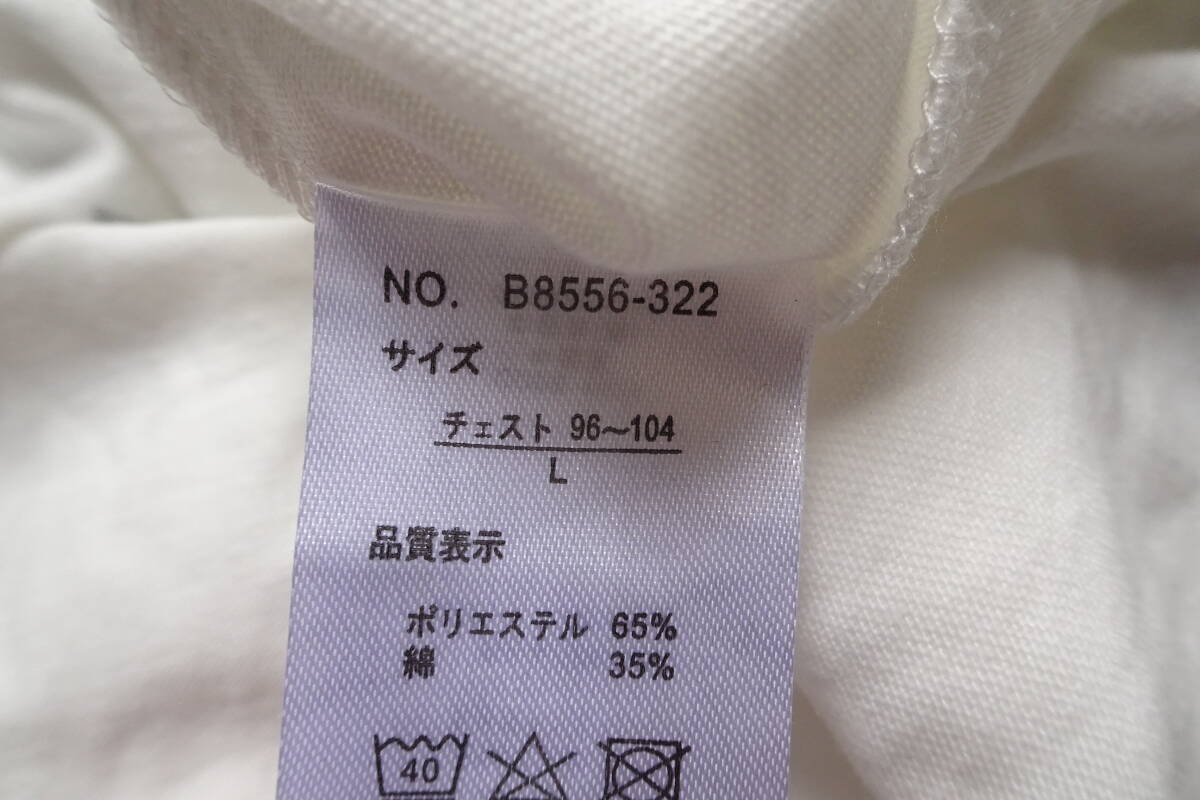 NO. B8556-322
サイズ
チェスト 96〜104
L
品質表示
ポリエステル 65%
綿 35%
40